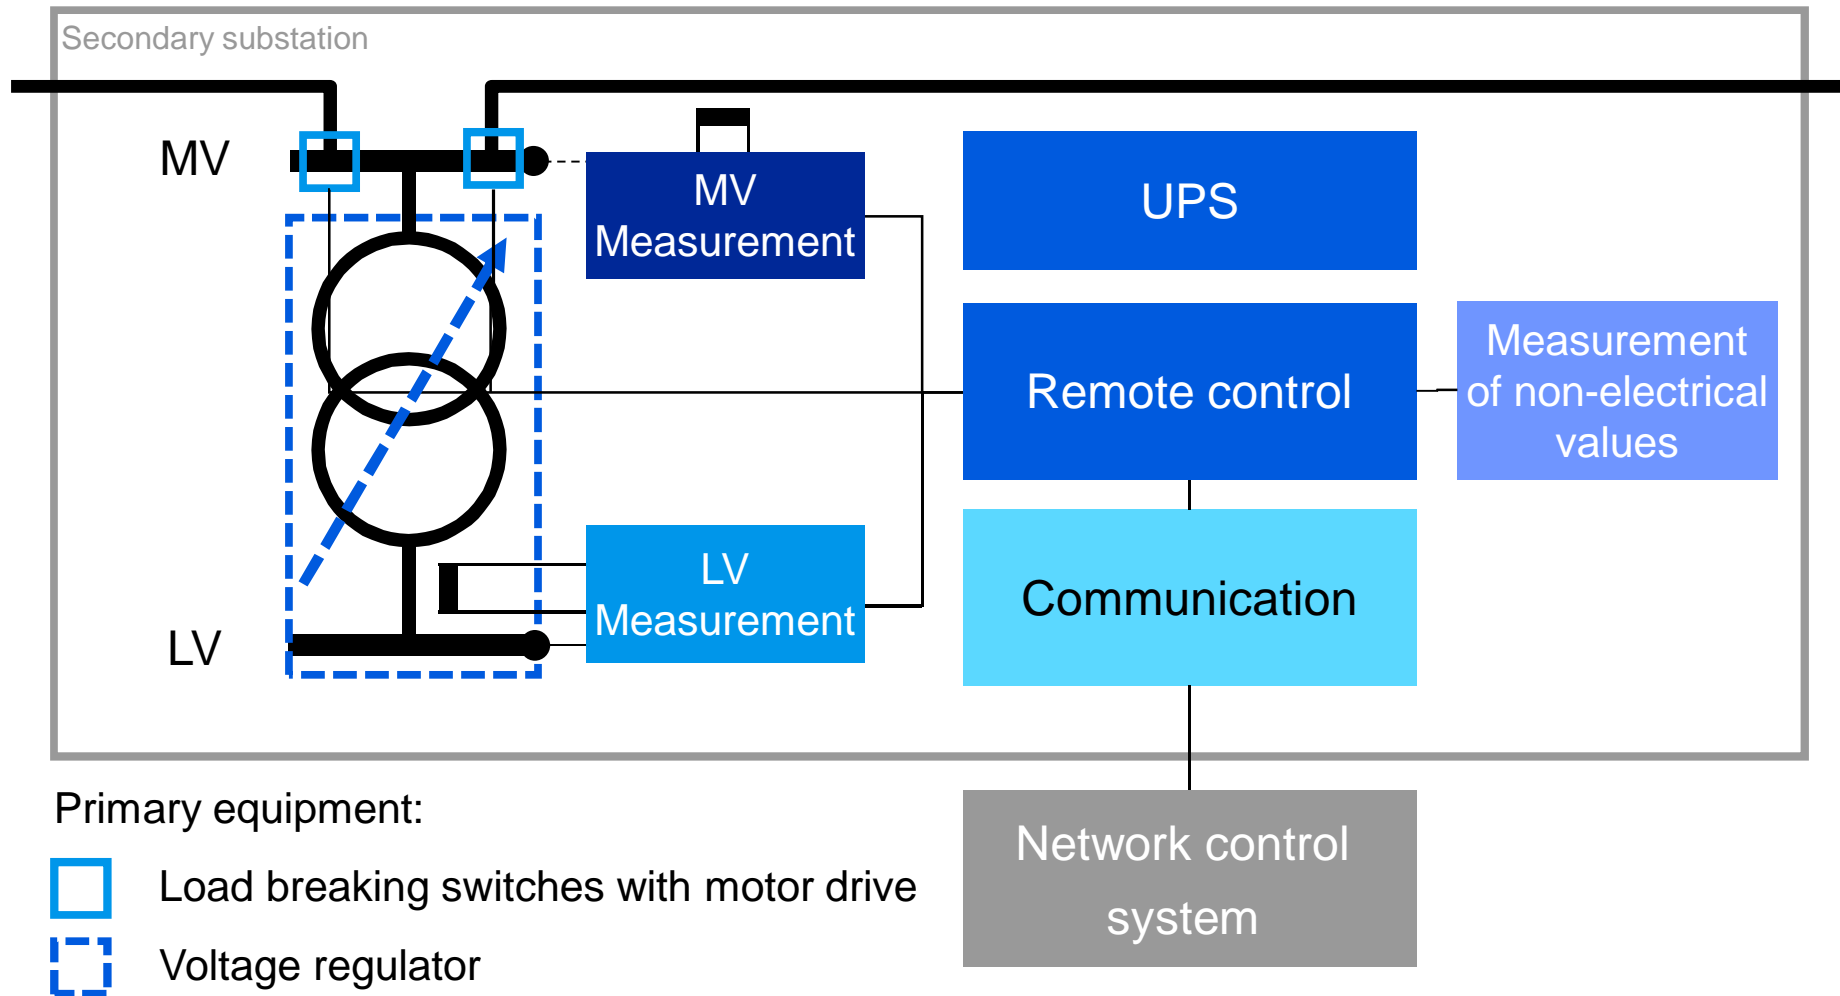 Secondary substation
MV
MV
Measurement
UPS
Remote control
Measurement
of non-electrical
values
LV
Measurement
LV
Communication
Primary equipment:
Load breaking switches with motor drive
Voltage regulator
Network control
system